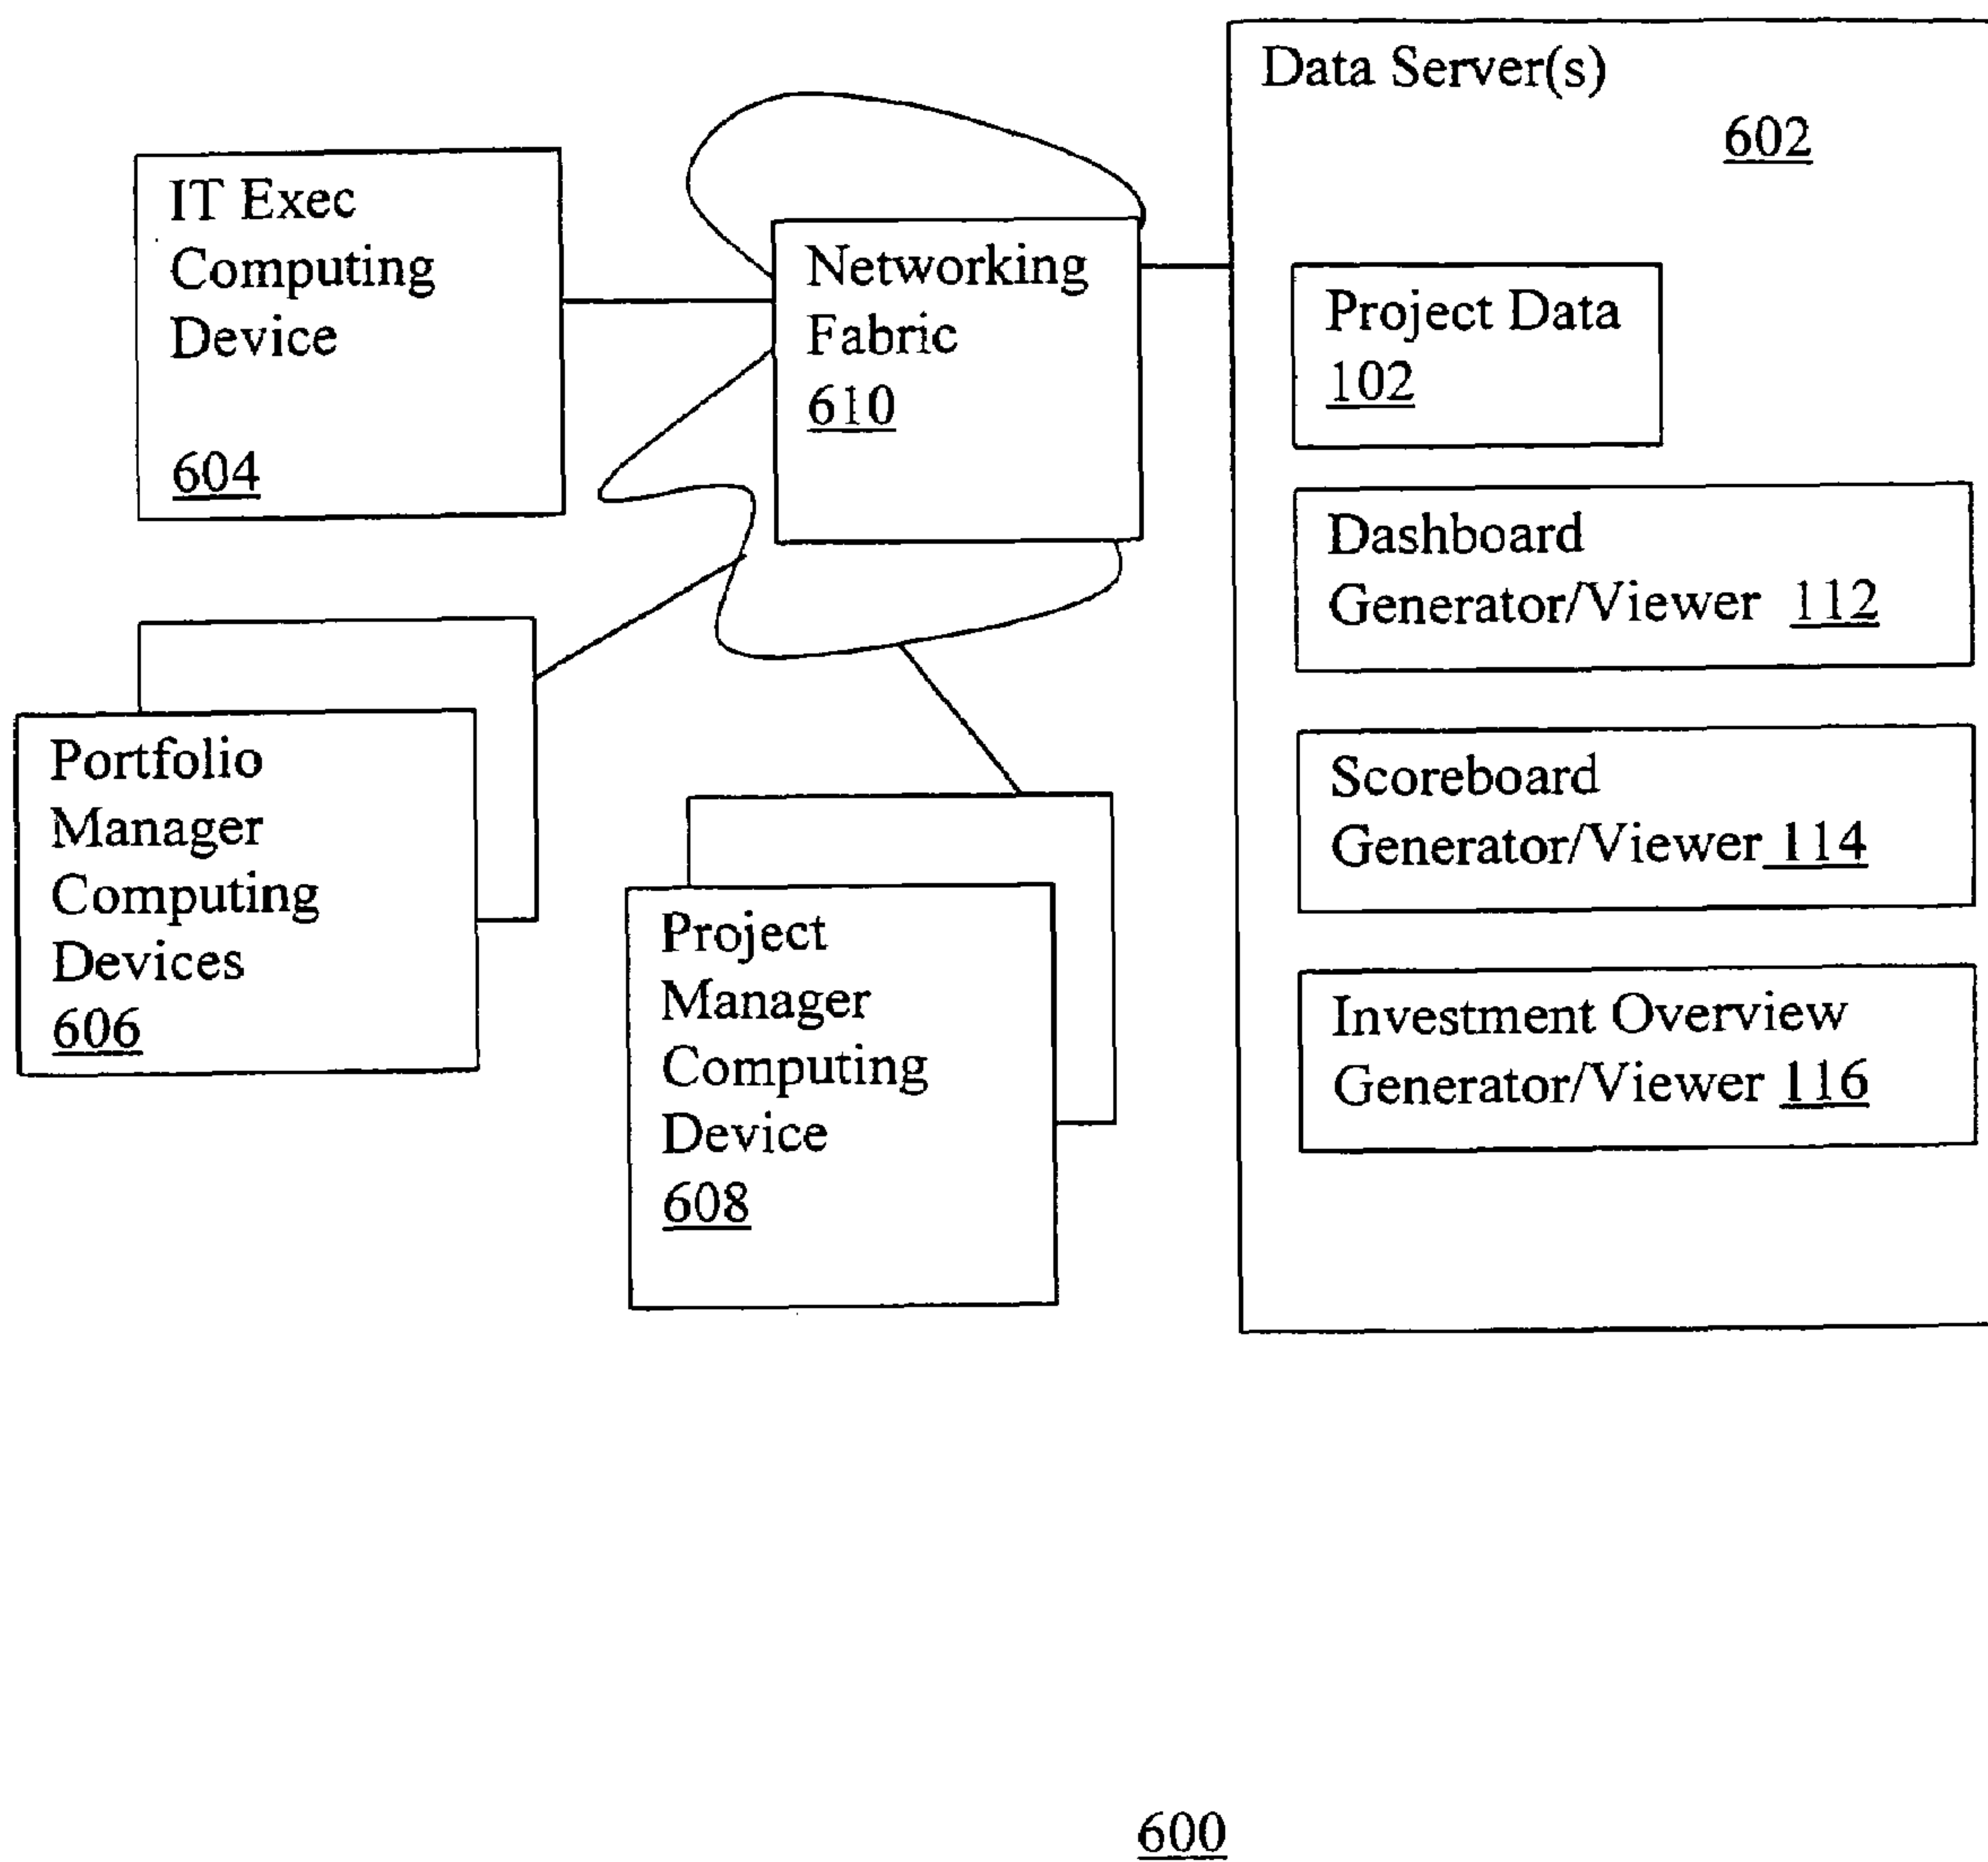 Data Server(s)
602
IT Exec
Computing
Device
604
Networking
Fabric
610
Project Data
102
Dashboard
Generator/Viewer 112
Scoreboard
Generator/Viewer 114
Investment Overview
Generator/Viewer 116
Portfolio
Manager
Computing
Devices
606
Project
Manager
Computing
Device
608
600